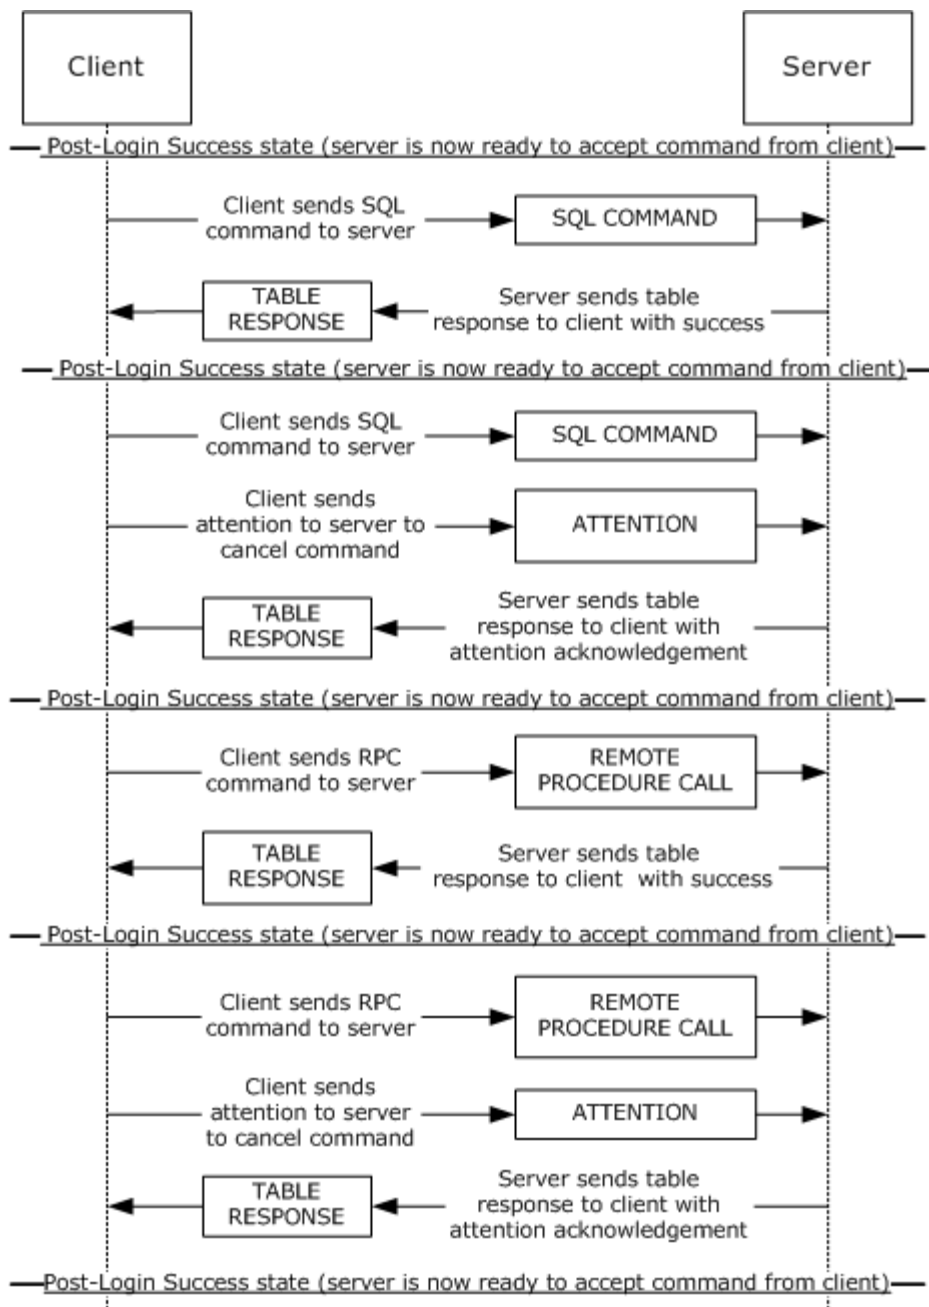 Client
Server
Post-Login Success state (server is now ready to accept command from client)
Client sends SQL
command to server
SQL COMMAND
TABLE
RESPONSE
Server sends table
response to client with success
Post-Login Success state (server is now ready to accept command from client)
Client sends SQL
command to server
SQL COMMAND
Client sends
attention to server to
cancel command
ATTENTION
TABLE
RESPONSE
Server sends table
response to client with
attention acknowledgement
Post-Login Success state (server is now ready to accept command from client)
Client sends RPC
command to server
REMOTE
PROCEDURE CALL
TABLE
RESPONSE
Server sends table
response to client with success
Post-Login Success state (server is now ready to accept command from client)
Client sends RPC
command to server
REMOTE
PROCEDURE CALL
Client sends
attention to server
to cancel command
ATTENTION
TABLE
RESPONSE
Server sends table
response to client with
attention acknowledgement
Post-Login Success state (server is now ready to accept command from client)